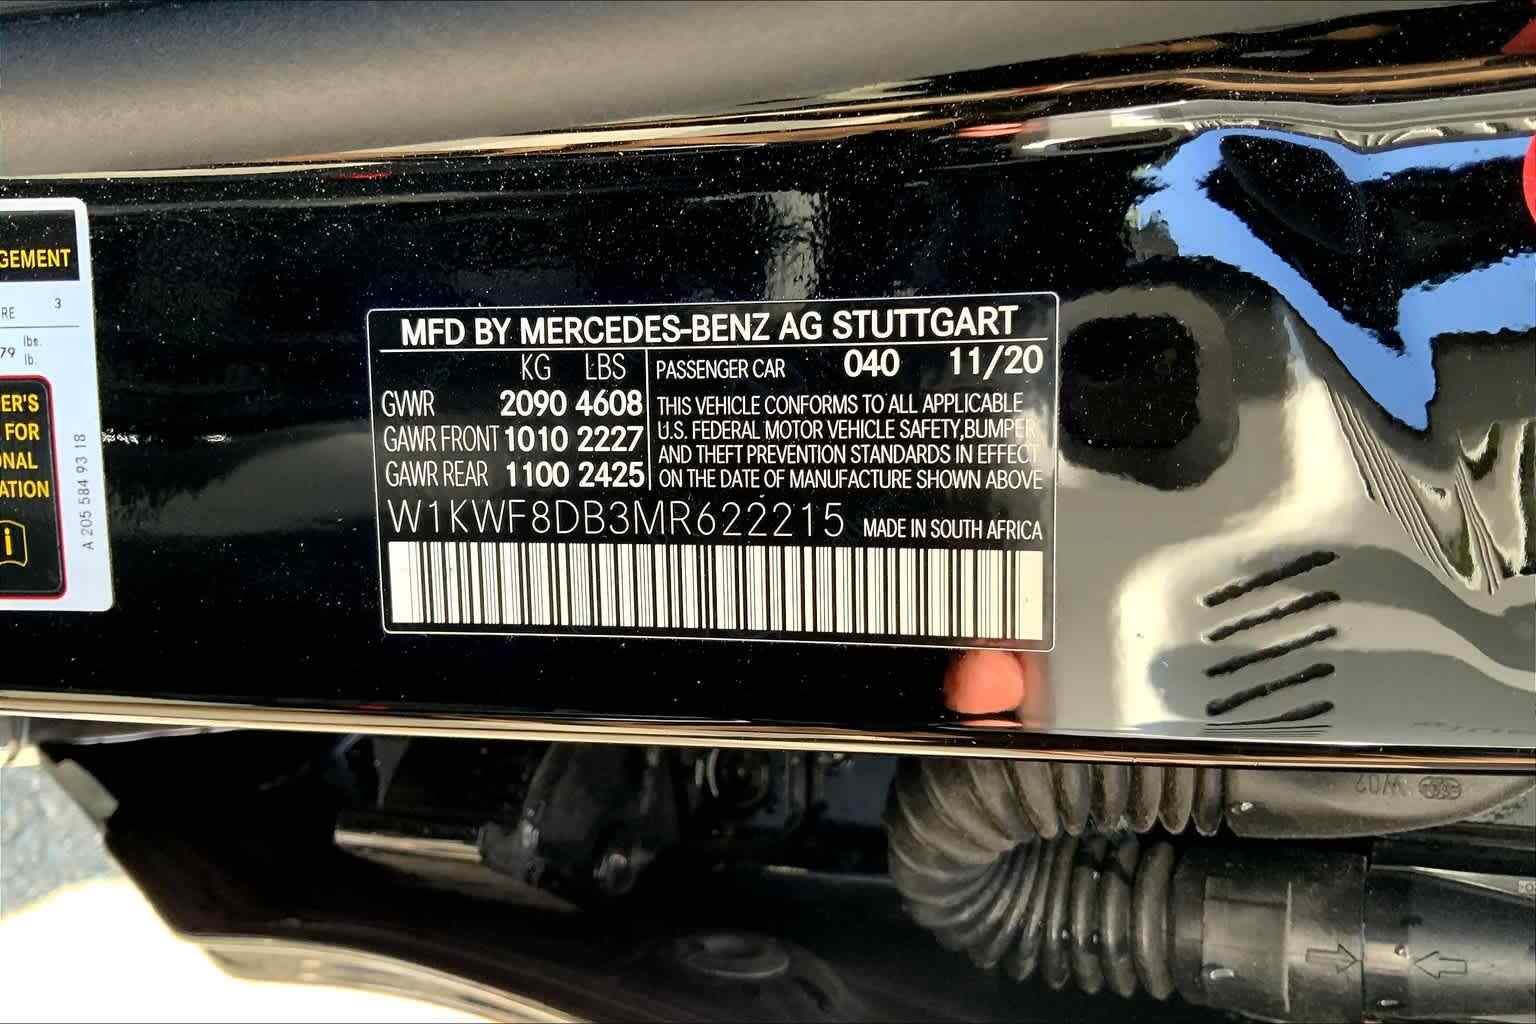 GEMENT
RE 3
79 lbs.
lb.
ER'S
FOR
ONAL
ATION
i
A 205 584 93 18
MFD BY MERCEDES-BENZ AG STUTTGART
KG LBS
GVWR 2090 4608
GAWR FRONT 1010 2227
GAWR REAR 1100 2425
PASSENGER CAR 040 11/20
THIS VEHICLE CONFORMS TO ALL APPLICABLE
U.S. FEDERAL MOTOR VEHICLE SAFETY,BUMPER
AND THEFT PREVENTION STANDARDS IN EFFECT
ON THE DATE OF MANUFACTURE SHOWN ABOVE
W1KWF8DB3MR622215 MADE IN SOUTH AFRICA